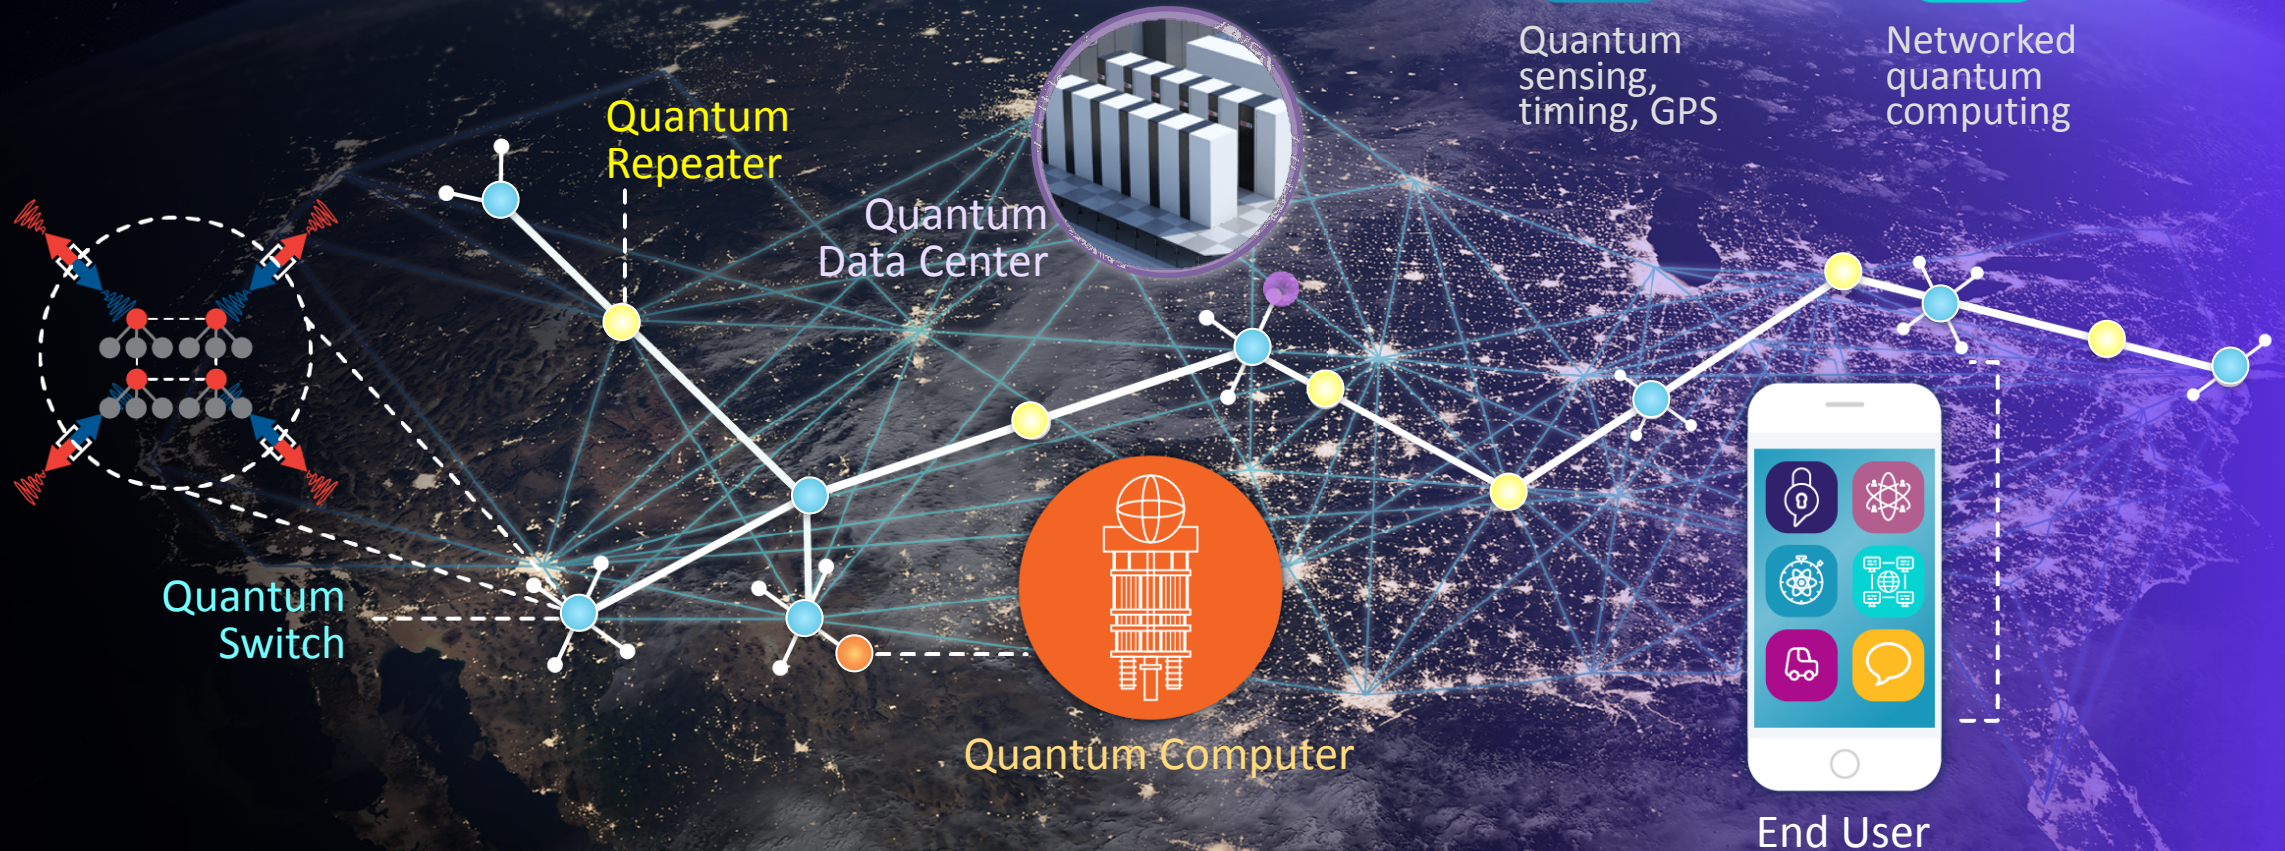 Quantum
sensing,
timing, GPS
Networked
quantum
computing
Quantum
Repeater
Quantum
Data Center
Quantum
Switch
Quantum Computer
End User